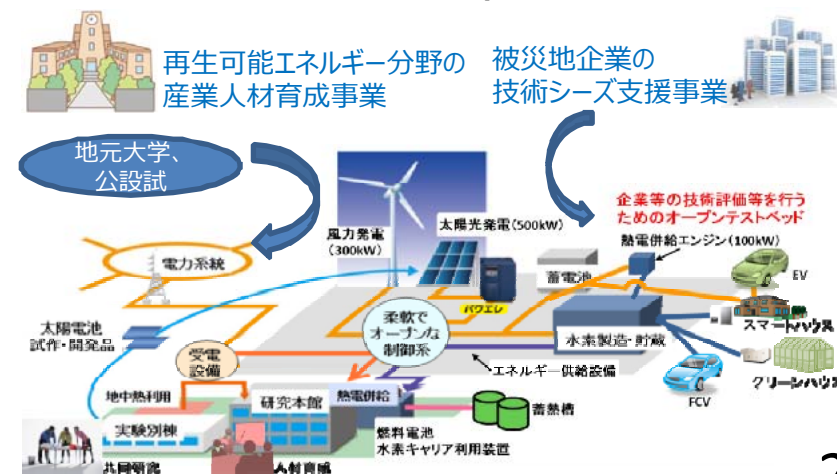 再生可能エネルギー分野の
産業人材育成事業
被災地企業の
技術シーズ支援事業
地元大学、
公設試
企業等の技術評価等を行う
ためのオープンテストベッド
風力発電
(300kW)
太陽光発電(500kW)
熱電併給エンジン(100kW)
電力系統
蓄電池
EV
パワエレ
柔軟で
オープンな
制御系
スマートハウス
太陽電池
試作・開発品
水素製造・貯蔵
受電
設備
エネルギー供給設備
グリーンハウス
FCV
地中熱利用
研究本館
熱電併給
蓄熱槽
実験別棟
燃料電池
水素キャリア利用装置
共同研究
人材育成